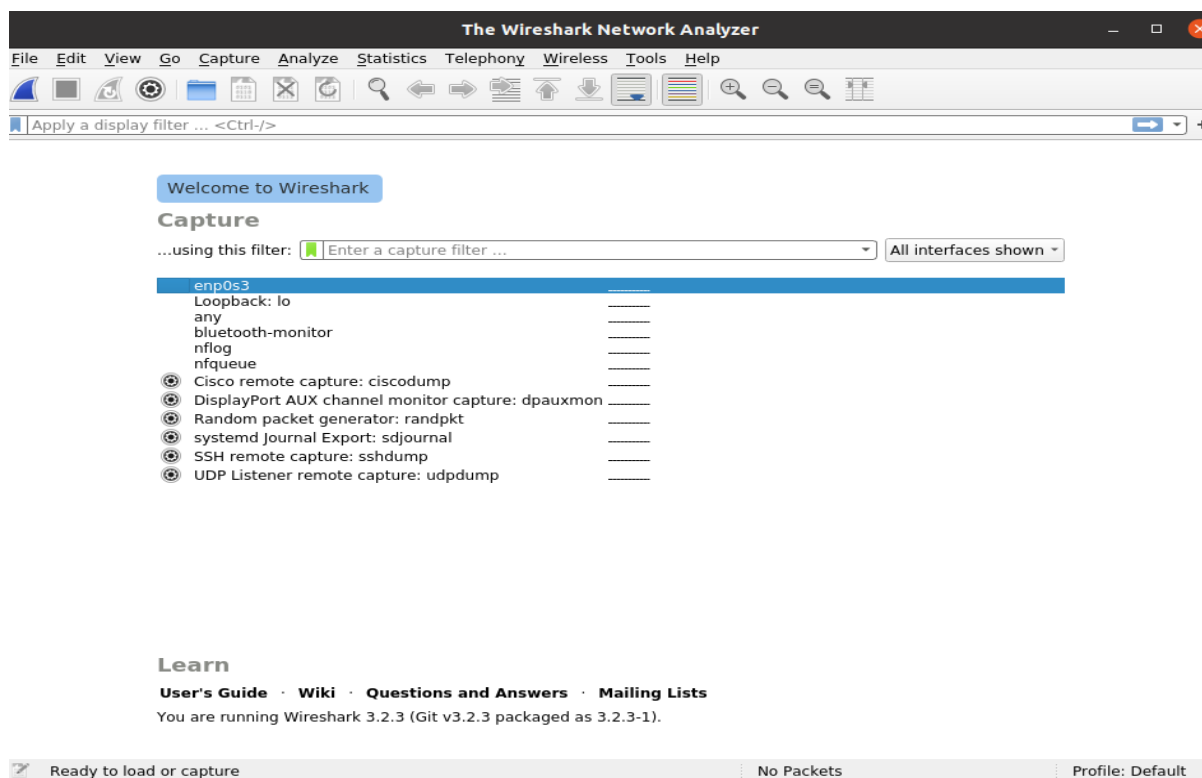 The Wireshark Network Analyzer
File Edit View Go Capture Analyze Statistics Telephony Wireless Tools Help
Apply a display filter ... <Ctrl-/>
Welcome to Wireshark
Capture
...using this filter: Enter a capture filter ... All interfaces shown
enp0s3
Loopback: lo
any
bluetooth-monitor
nflog
nfqueue
Cisco remote capture: ciscodump
DisplayPort AUX channel monitor capture: dpauxmon
Random packet generator: randpkt
systemd Journal Export: sdjournal
SSH remote capture: sshdump
UDP Listener remote capture: udpdump
Learn
User's Guide · Wiki · Questions and Answers · Mailing Lists
You are running Wireshark 3.2.3 (Git v3.2.3 packaged as 3.2.3-1).
Ready to load or capture No Packets Profile: Default